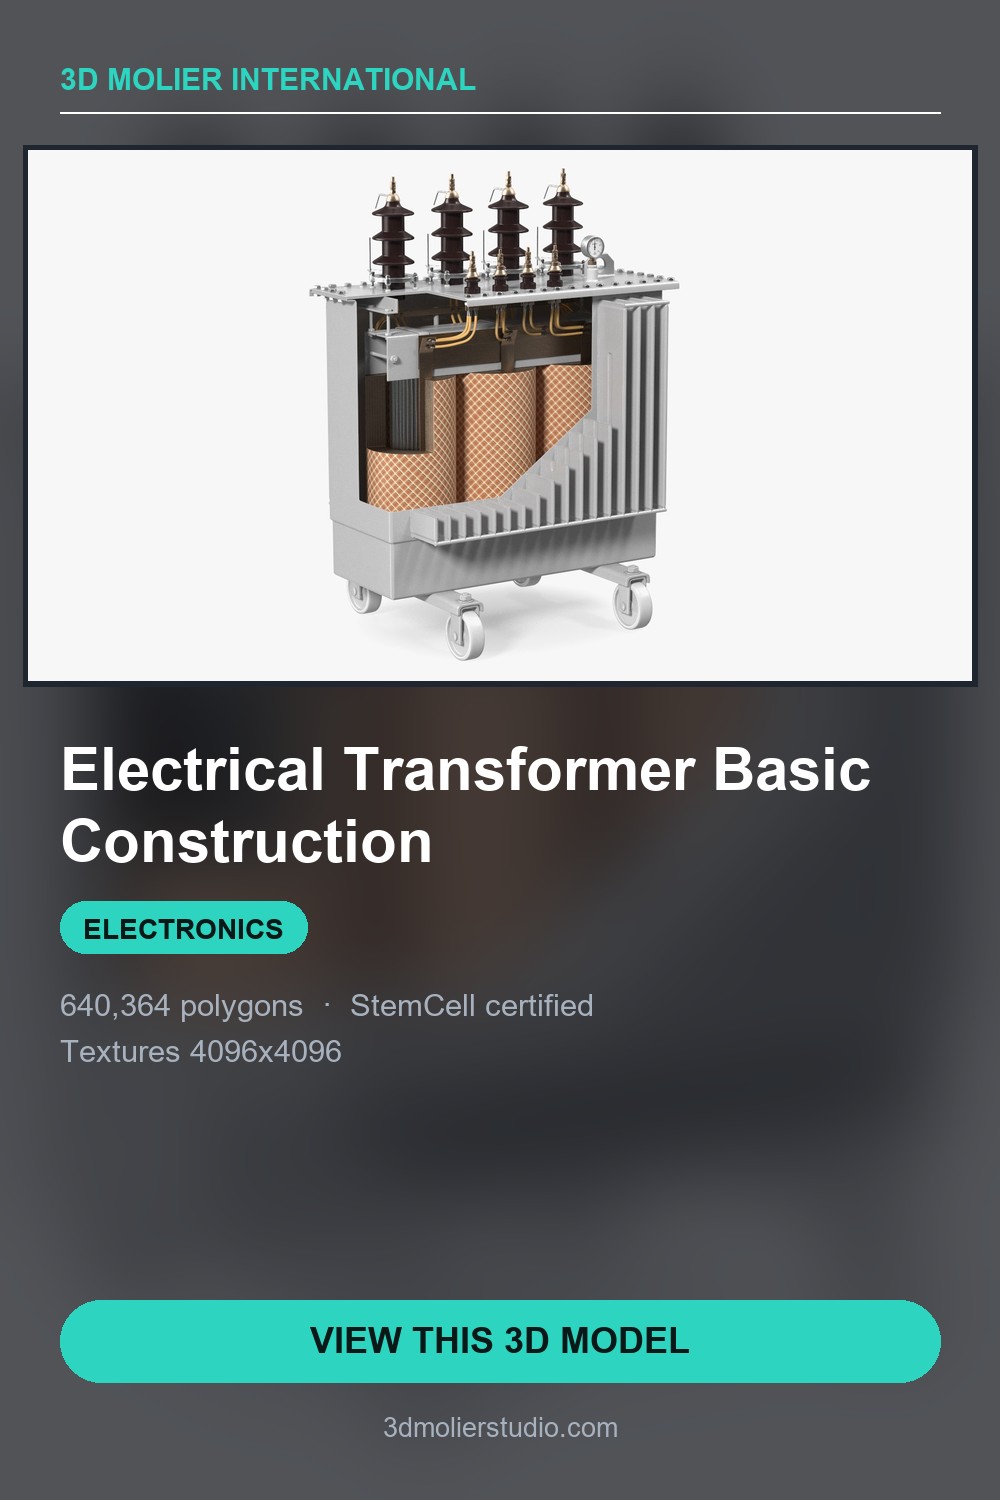 3D MOLIER INTERNATIONAL
Electrical Transformer Basic
Construction
ELECTRONICS
640,364 polygons · StemCell certified
Textures 4096x4096
VIEW THIS 3D MODEL
3dmolierstudio.com